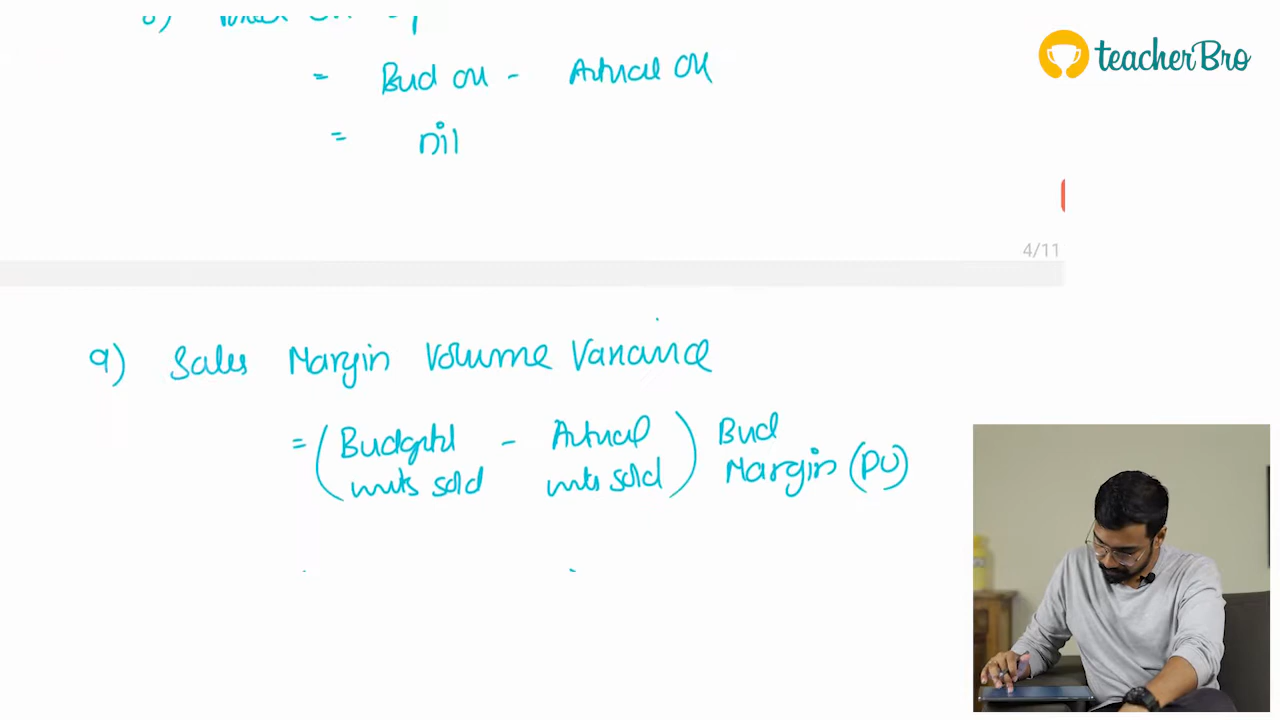 8)
teacherBro
= Bud OH - Actual OH
= nil
4/11
9) Sales Margin Volume Variance
= ( Budgeted units sold - Actual units sold ) Bud Margin (PU)